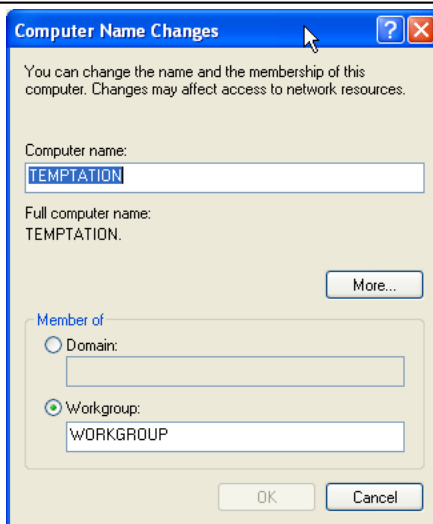 Computer Name Changes
You can change the name and the membership of this
computer. Changes may affect access to network resources.
Computer name:
TEMPTATION
Full computer name:
TEMPTATION.
More...
Member of
Domain:
Workgroup:
WORKGROUP
OK
Cancel